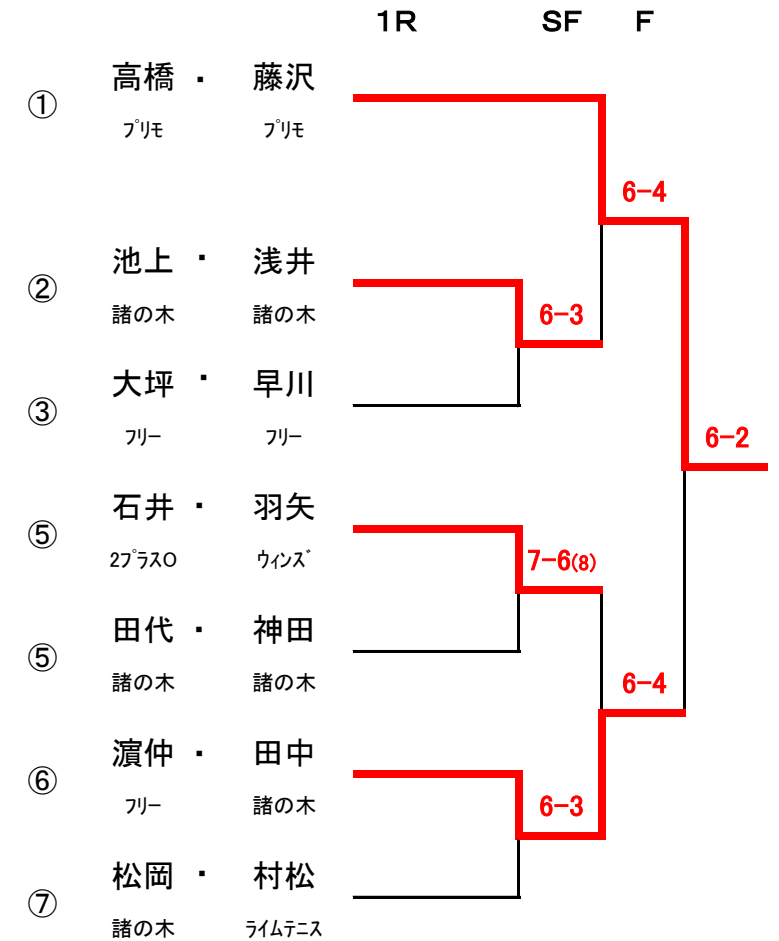 1R SF F
高橋 ・ 藤沢
①
プリモ プリモ
6-4
池上 ・ 浅井
②
諸の木 諸の木
6-3
大坪 ・ 早川
③
フリー フリー
6-2
石井 ・ 羽矢
⑤
2プラスO ウィンズ
7-6(8)
田代 ・ 神田
⑤
諸の木 諸の木
6-4
濵仲 ・ 田中
⑥
フリー 諸の木
6-3
松岡 ・ 村松
⑦
諸の木 ライムテニス